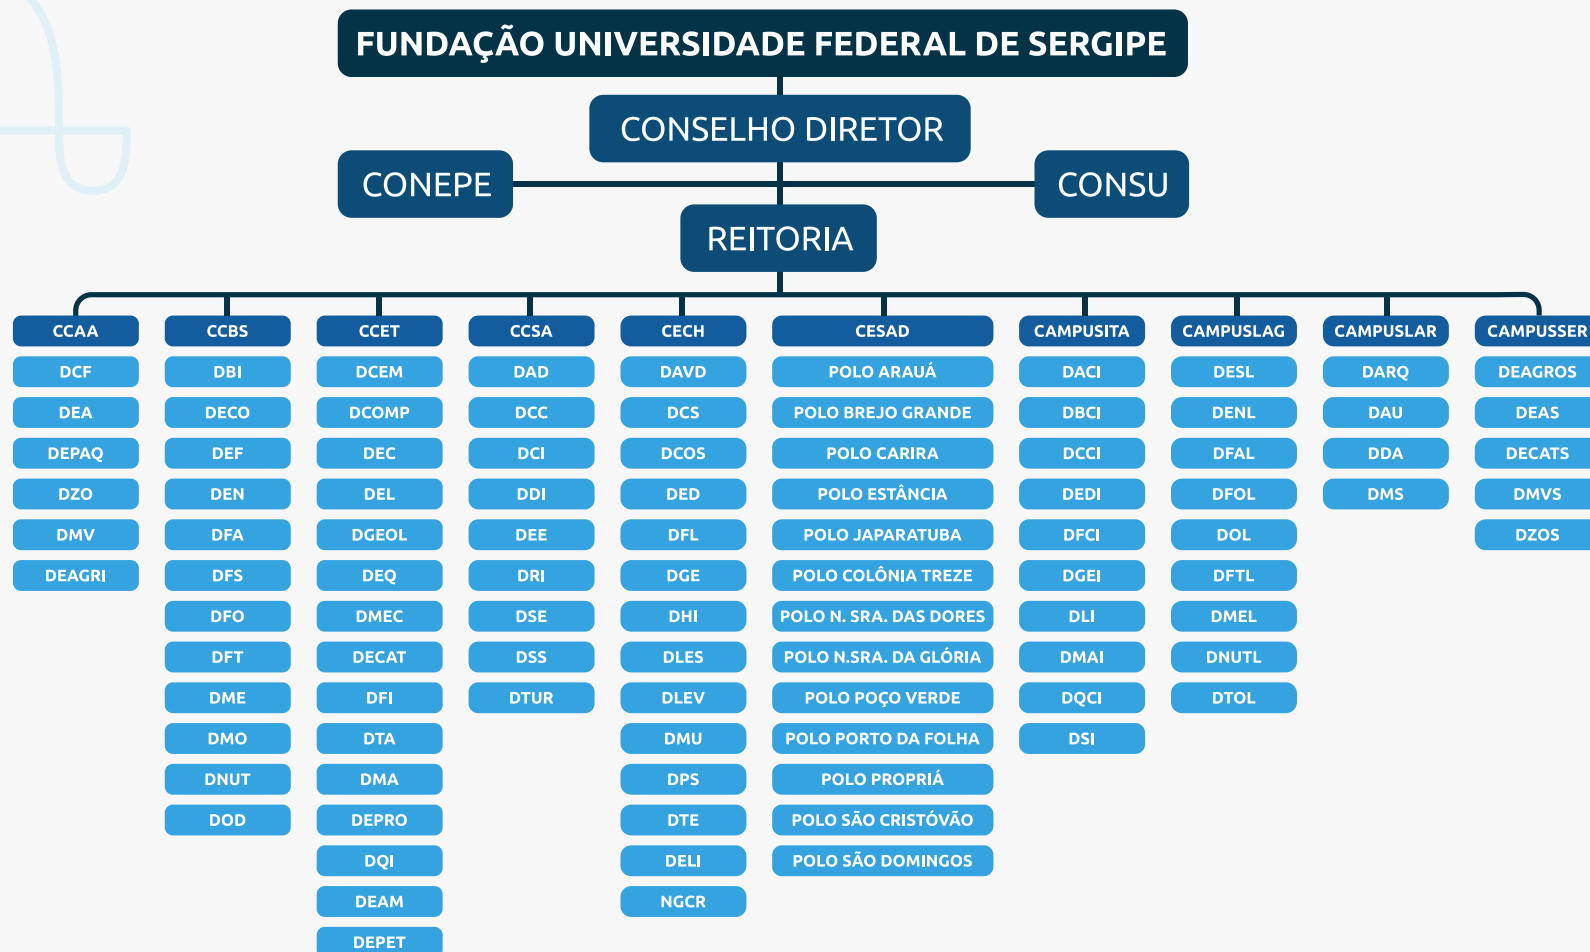 FUNDAÇÃO UNIVERSIDADE FEDERAL DE SERGIPE
CONSELHO DIRETOR
CONEPE
CONSU
REITORIA
CCAA
DCF
DEA
DEPAQ
DZO
DMV
DEAGRI
CCBS
DBI
DECO
DEF
DEN
DFA
DFS
DFO
DFT
DME
DMO
DNUT
DOD
CCET
DCEM
DCOMP
DEC
DEL
DGEOL
DEQ
DMEC
DECAT
DFI
DTA
DMA
DEPRO
DQI
DEAM
DEPET
CCSA
DAD
DCC
DCI
DDI
DEE
DRI
DSE
DSS
DTUR
CECH
DAVD
DCS
DCOS
DED
DFL
DGE
DHI
DLES
DLEV
DMU
DPS
DTE
DELI
NGCR
CESAD
POLO ARAUÁ
POLO BREJO GRANDE
POLO CARIRA
POLO ESTÂNCIA
POLO JAPARATUBA
POLO COLÔNIA TREZE
POLO N. SRA. DAS DORES
POLO N.SRA. DA GLÓRIA
POLO POÇO VERDE
POLO PORTO DA FOLHA
POLO PROPRIÁ
POLO SÃO CRISTÓVÃO
POLO SÃO DOMINGOS
CAMPUSITA
DACI
DBCI
DCCI
DEDI
DFCI
DGEI
DLI
DMAI
DQCI
DSI
CAMPUSLAG
DESL
DENL
DFAL
DFOL
DOL
DFTL
DMEL
DNUTL
DTOL
CAMPUSLAR
DARQ
DAU
DDA
DMS
CAMPUSSER
DEAGROS
DEAS
DECATS
DMVS
DZOS